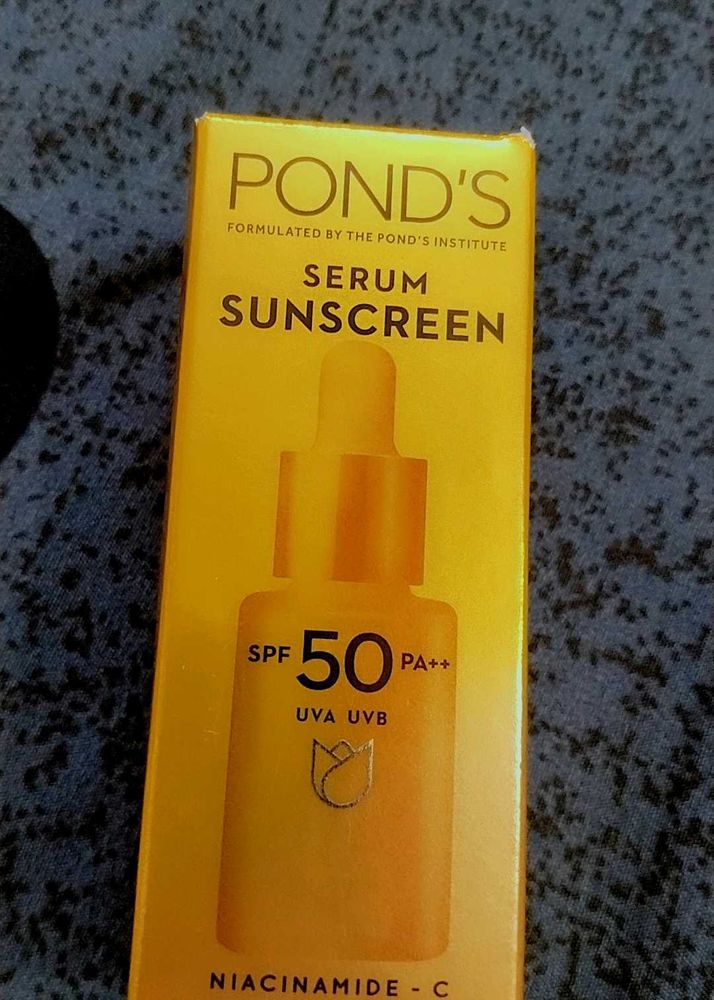 POND'S
FORMULATED BY THE POND'S INSTITUTE
SERUM
SUNSCREEN
SPF 50 PA++
UVA UVB
NIACINAMIDE - C